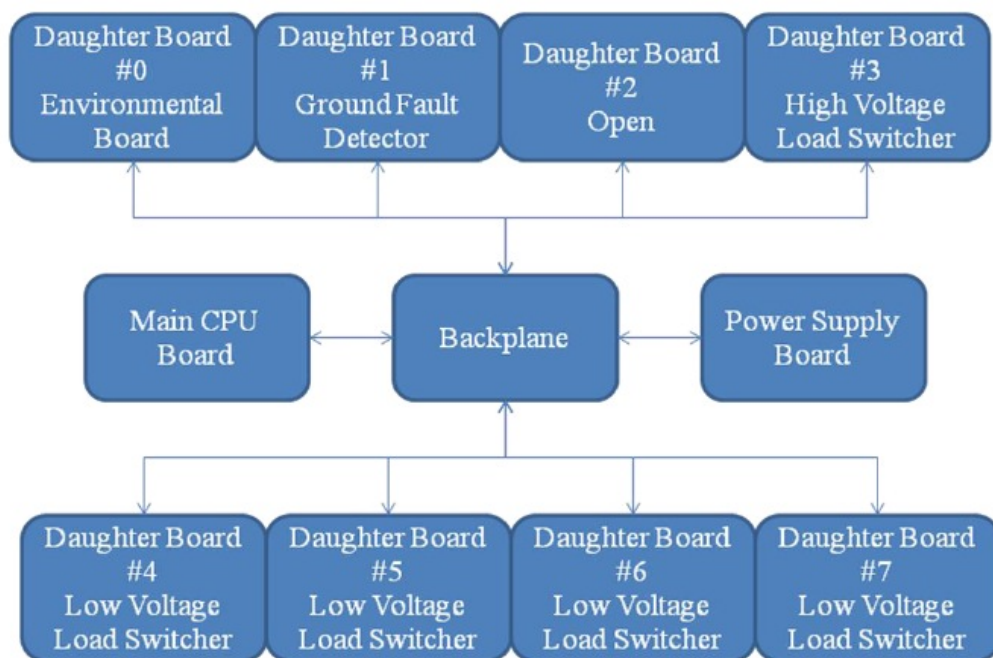 Daughter Board
#0
Environmental
Board
Daughter Board
#1
Ground Fault
Detector
Daughter Board
#2
Open
Daughter Board
#3
High Voltage
Load Switcher
Main CPU
Board
Backplane
Power Supply
Board
Daughter Board
#4
Low Voltage
Load Switcher
Daughter Board
#5
Low Voltage
Load Switcher
Daughter Board
#6
Low Voltage
Load Switcher
Daughter Board
#7
Low Voltage
Load Switcher